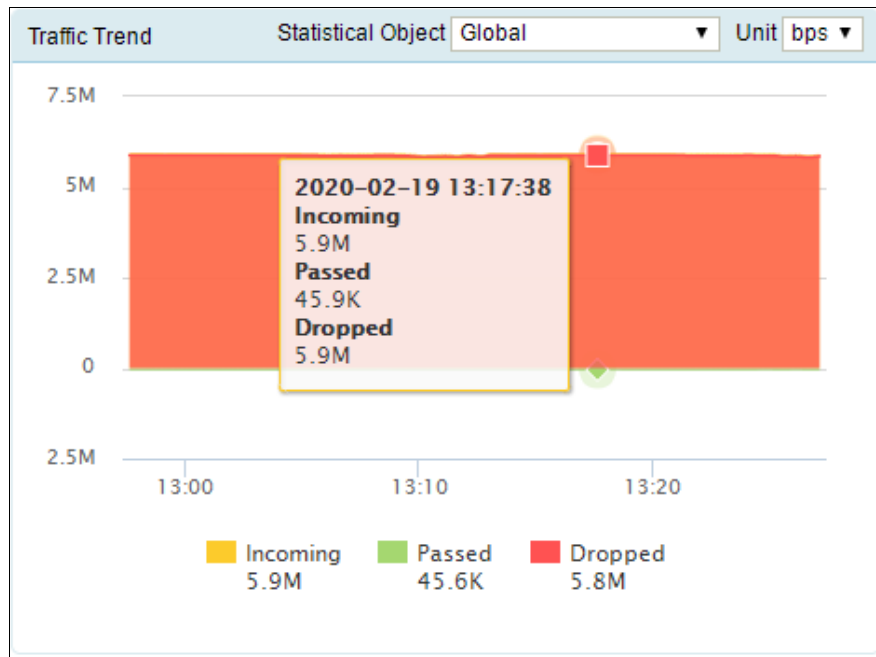 Traffic Trend Statistical Object Global Unit bps
7.5M
5M
2.5M
0
2.5M
2020-02-19 13:17:38
Incoming
5.9M
Passed
45.9K
Dropped
5.9M
13:00 13:10 13:20
Incoming Passed Dropped
5.9M 45.6K 5.8M